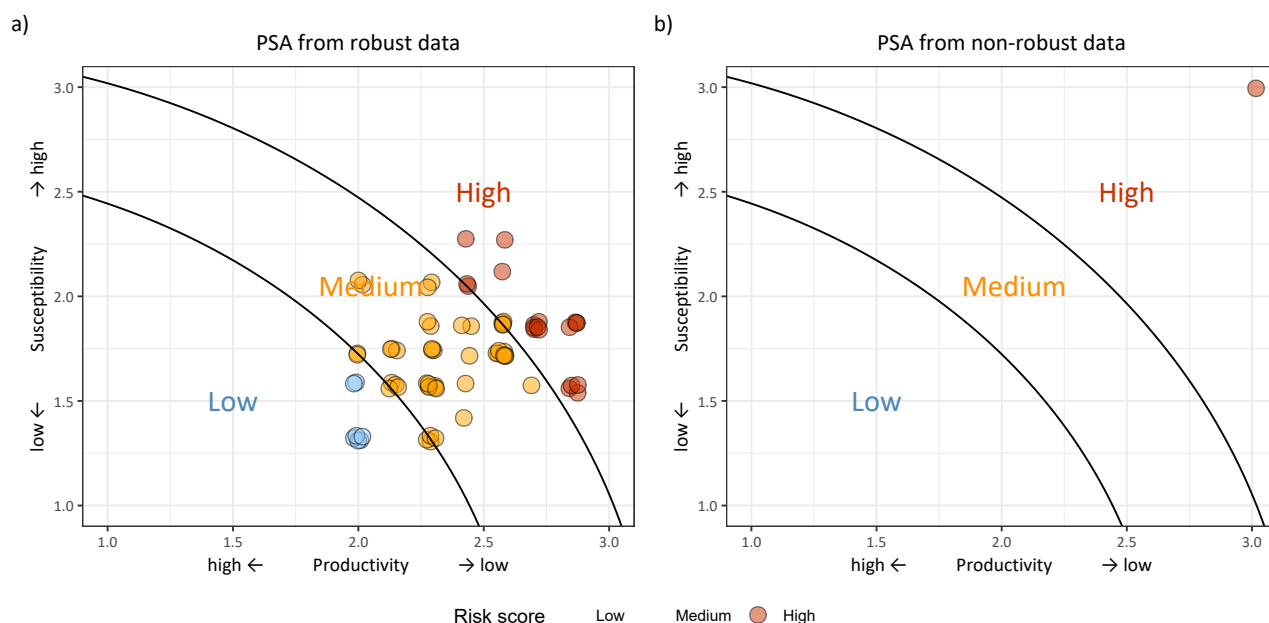 a)
PSA from robust data
3.0
2.5
2.0
1.5
1.0
low ← Susceptibility → high
High
Medium
Low
1.0 1.5 2.0 2.5 3.0
high ← Productivity → low
b)
PSA from non-robust data
3.0
2.5
2.0
1.5
1.0
low ← Susceptibility → high
High
Medium
Low
1.0 1.5 2.0 2.5 3.0
high ← Productivity → low
Risk score Low Medium High